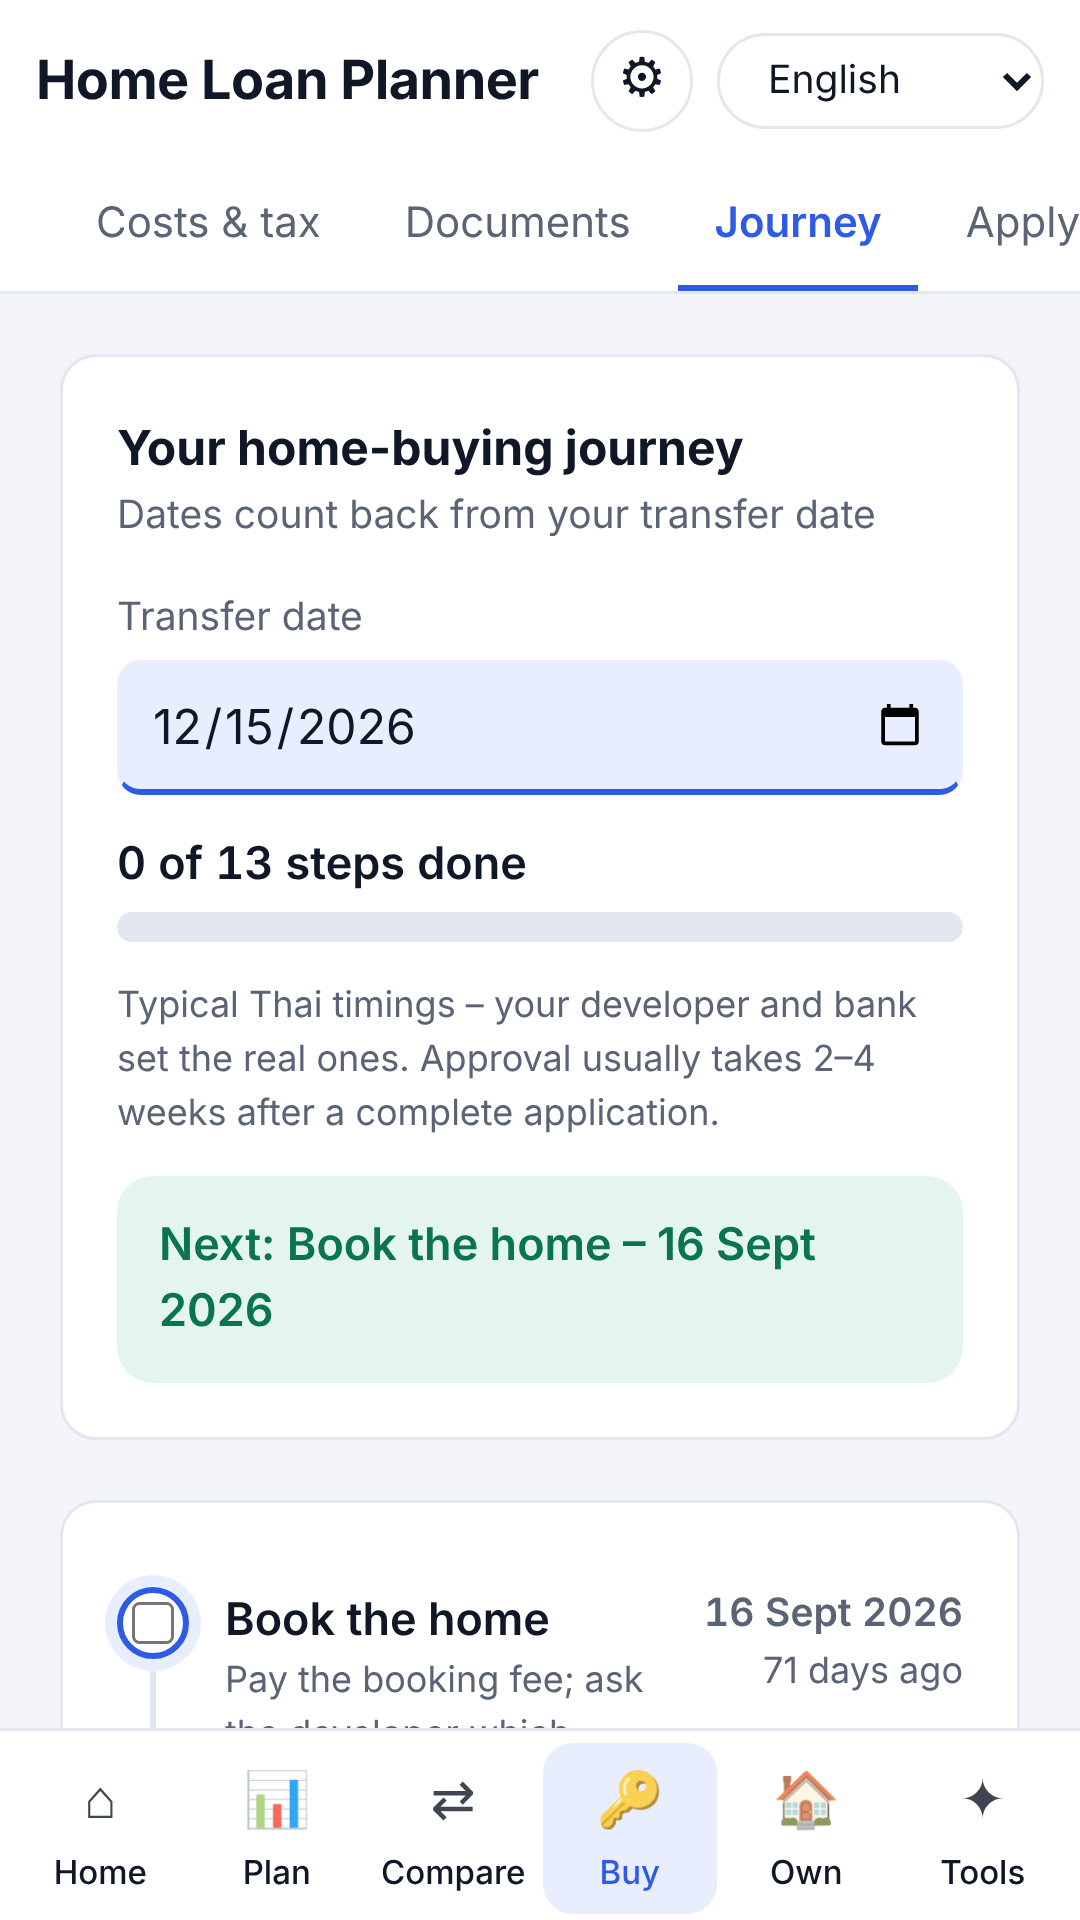 Home Loan Planner
English
Costs & tax
Documents
Journey
Apply
Your home-buying journey
Dates count back from your transfer date
Transfer date
12/15/2026
0 of 13 steps done
Typical Thai timings – your developer and bank
set the real ones. Approval usually takes 2–4
weeks after a complete application.
Next: Book the home – 16 Sept
2026
Book the home
16 Sept 2026
71 days ago
Pay the booking fee; ask
the developer which
Home
Plan
Compare
Buy
Own
Tools